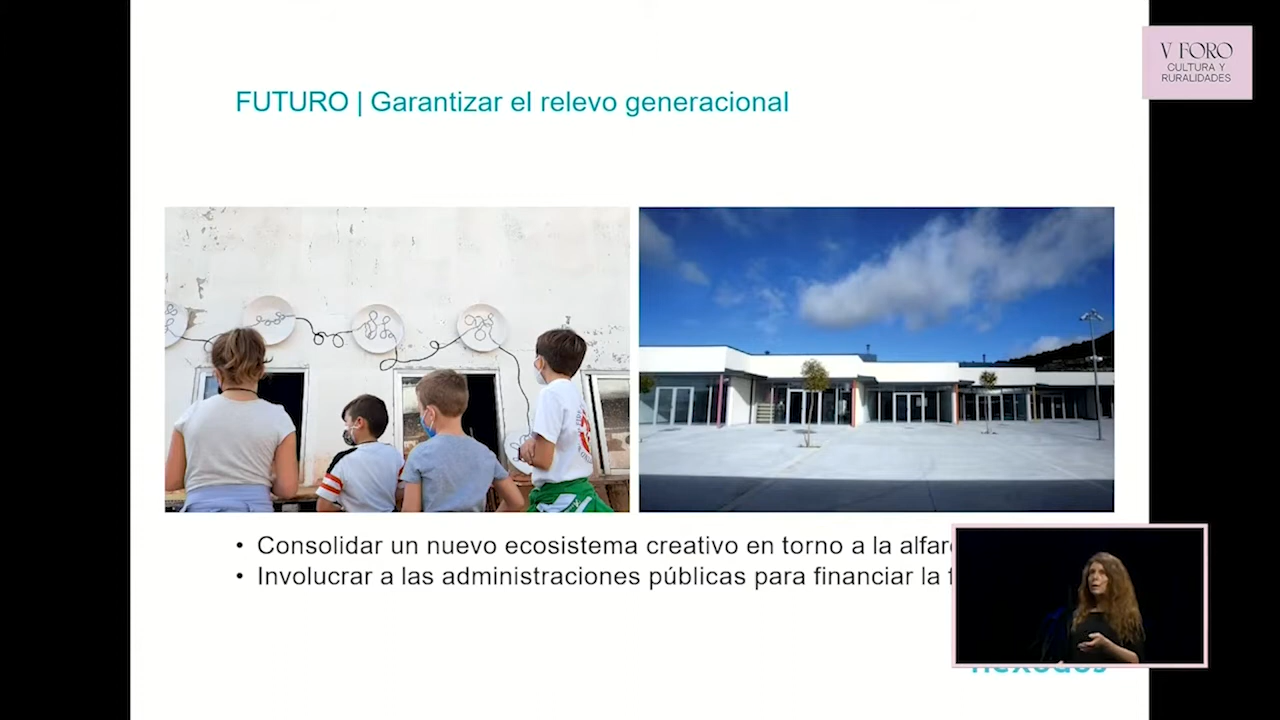 V FORO
CULTURA Y
RURALIDADES
FUTURO | Garantizar el relevo generacional
• Consolidar un nuevo ecosistema creativo en torno a la
• Involucrar a las administraciones públicas para financiar la